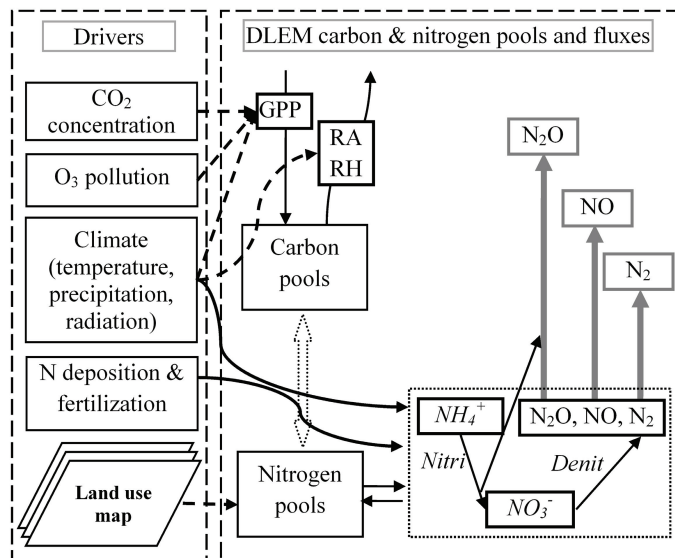 Drivers
DLEM carbon & nitrogen pools and fluxes
CO₂
concentration
O₃ pollution
Climate
(temperature,
precipitation,
radiation)
N deposition &
fertilization
Land use
map
GPP
RA
RH
Carbon
pools
Nitrogen
pools
N₂O
NO
N₂
NH₄⁺
N₂O, NO, N₂
Nitri
Denit
NO₃⁻